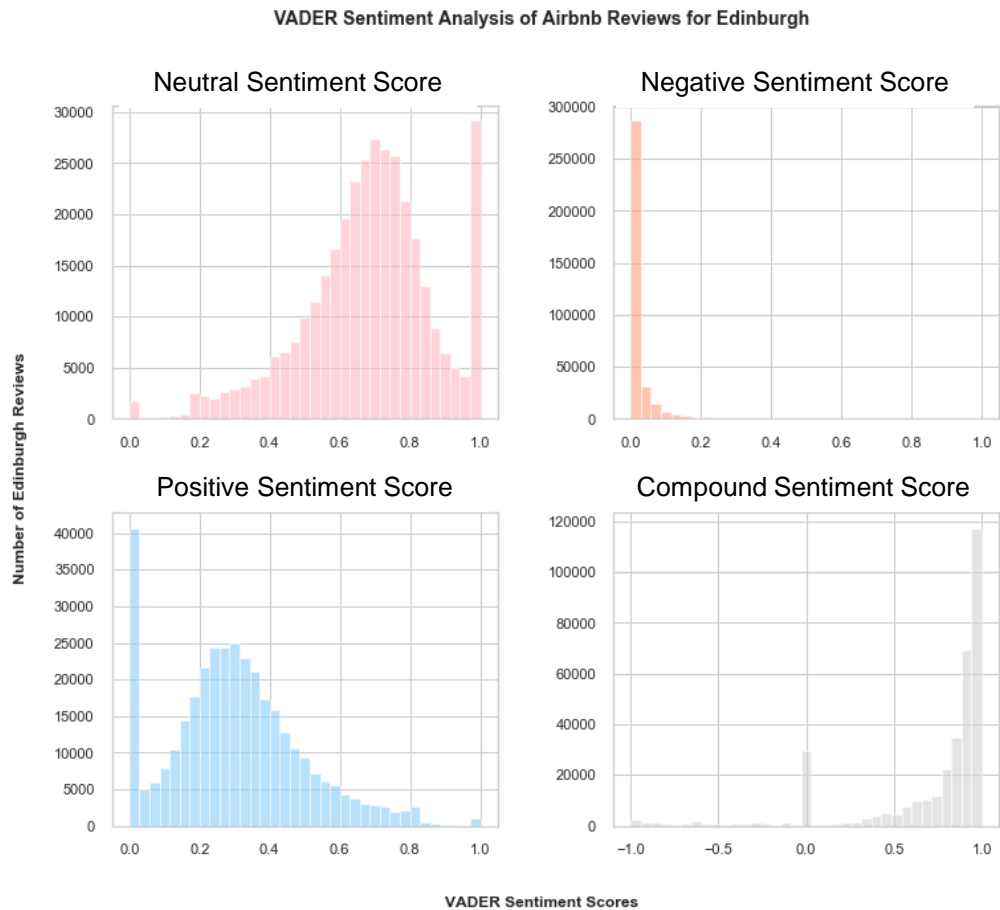 VADER Sentiment Analysis of Airbnb Reviews for Edinburgh
Neutral Sentiment Score
30000
25000
20000
15000
10000
5000
0
0.0 0.2 0.4 0.6 0.8 1.0
Negative Sentiment Score
300000
250000
200000
150000
100000
50000
0
0.0 0.2 0.4 0.6 0.8 1.0
Number of Edinburgh Reviews
Positive Sentiment Score
40000
35000
30000
25000
20000
15000
10000
5000
0
0.0 0.2 0.4 0.6 0.8 1.0
Compound Sentiment Score
120000
100000
80000
60000
40000
20000
0
−1.0 −0.5 0.0 0.5 1.0
VADER Sentiment Scores